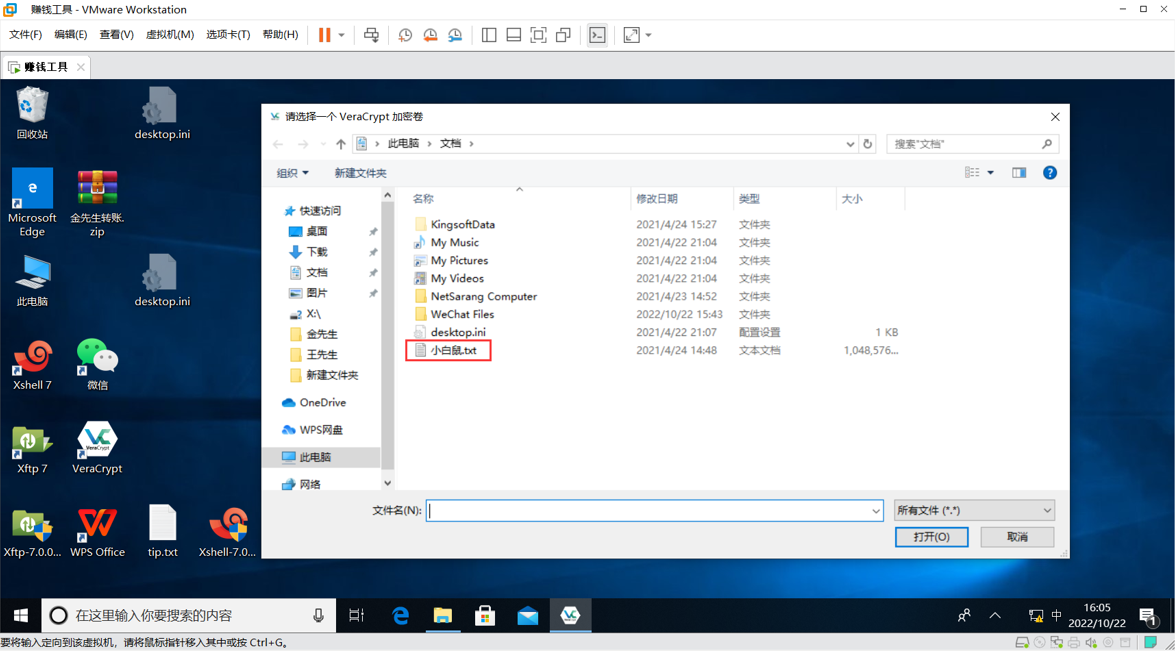 赚钱工具 - VMware Workstation
文件(F) 编辑(E) 查看(V) 虚拟机(M) 选项卡(T) 帮助(H)
赚钱工具
回收站
desktop.ini
Microsoft Edge
金先生转账.zip
此电脑
desktop.ini
Xshell 7
微信
Xftp 7
VeraCrypt
Xftp-7.0.0...
WPS Office
tip.txt
Xshell-7.0...
请选择一个 VeraCrypt 加密卷
此电脑 > 文档 >
搜索"文档"
组织 新建文件夹
快速访问
桌面
下载
文档
图片
X:\
金先生
王先生
新建文件夹
OneDrive
WPS网盘
此电脑
网络
名称 修改日期 类型 大小
KingsoftData 2021/4/24 15:27 文件夹
My Music 2021/4/22 21:04 文件夹
My Pictures 2021/4/22 21:04 文件夹
My Videos 2021/4/22 21:04 文件夹
NetSarang Computer 2021/4/23 14:52 文件夹
WeChat Files 2022/10/22 15:43 文件夹
desktop.ini 2021/4/22 21:07 配置设置 1 KB
小白鼠.txt 2021/4/24 14:48 文本文档 1,048,576...
文件名(N): 所有文件 (*.*)
打开(O) 取消
在这里输入你要搜索的内容
中
16:05
2022/10/22
1
要将输入定向到该虚拟机，请将鼠标指针移入其中或按 Ctrl+G。